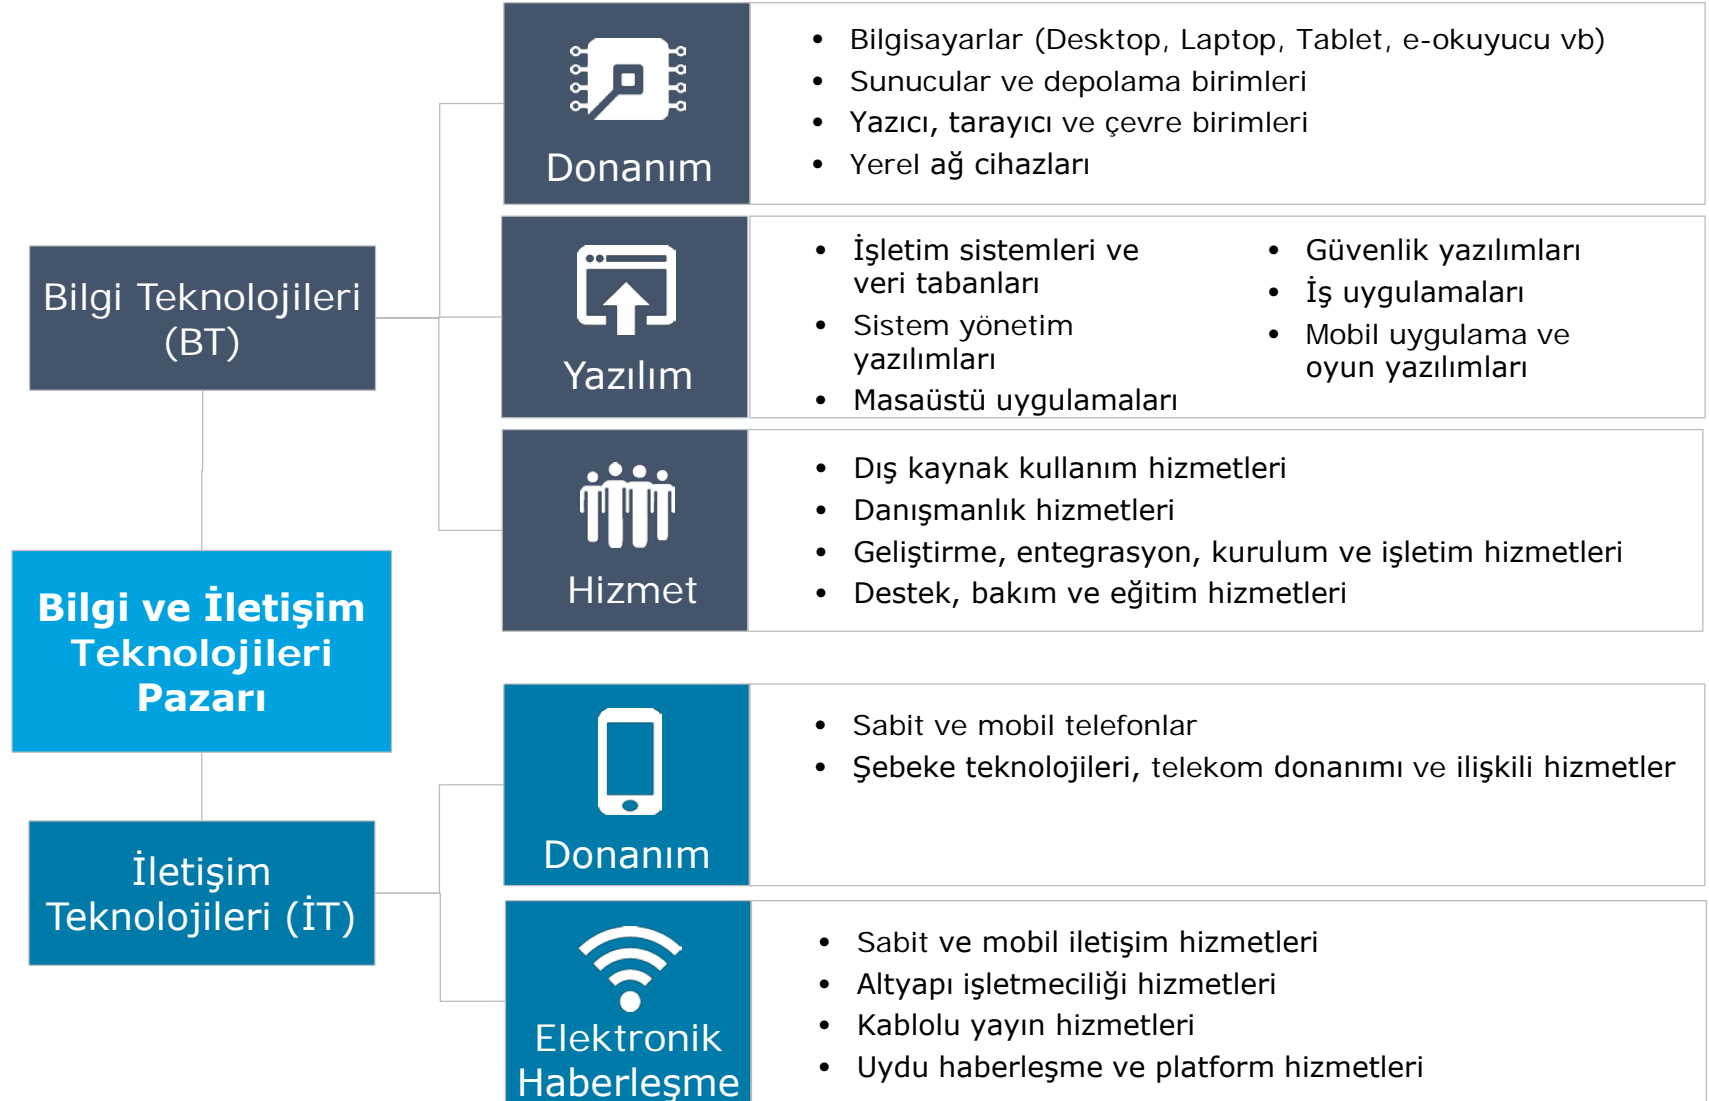 Donanım
• Bilgisayarlar (Desktop, Laptop, Tablet, e-okuyucu vb)
• Sunucular ve depolama birimleri
• Yazıcı, tarayıcı ve çevre birimleri
• Yerel ağ cihazları
Bilgi Teknolojileri
(BT)
Yazılım
• İşletim sistemleri ve
veri tabanları
• Sistem yönetim
yazılımları
• Masaüstü uygulamaları
• Güvenlik yazılımları
• İş uygulamaları
• Mobil uygulama ve
oyun yazılımları
Hizmet
• Dış kaynak kullanım hizmetleri
• Danışmanlık hizmetleri
• Geliştirme, entegrasyon, kurulum ve işletim hizmetleri
• Destek, bakım ve eğitim hizmetleri
Bilgi ve İletişim
Teknolojileri
Pazarı
Donanım
• Sabit ve mobil telefonlar
• Şebeke teknolojileri, telekom donanımı ve ilişkili hizmetler
İletişim
Teknolojileri (İT)
Elektronik
Haberleşme
• Sabit ve mobil iletişim hizmetleri
• Altyapı işletmeciliği hizmetleri
• Kablolu yayın hizmetleri
• Uydu haberleşme ve platform hizmetleri